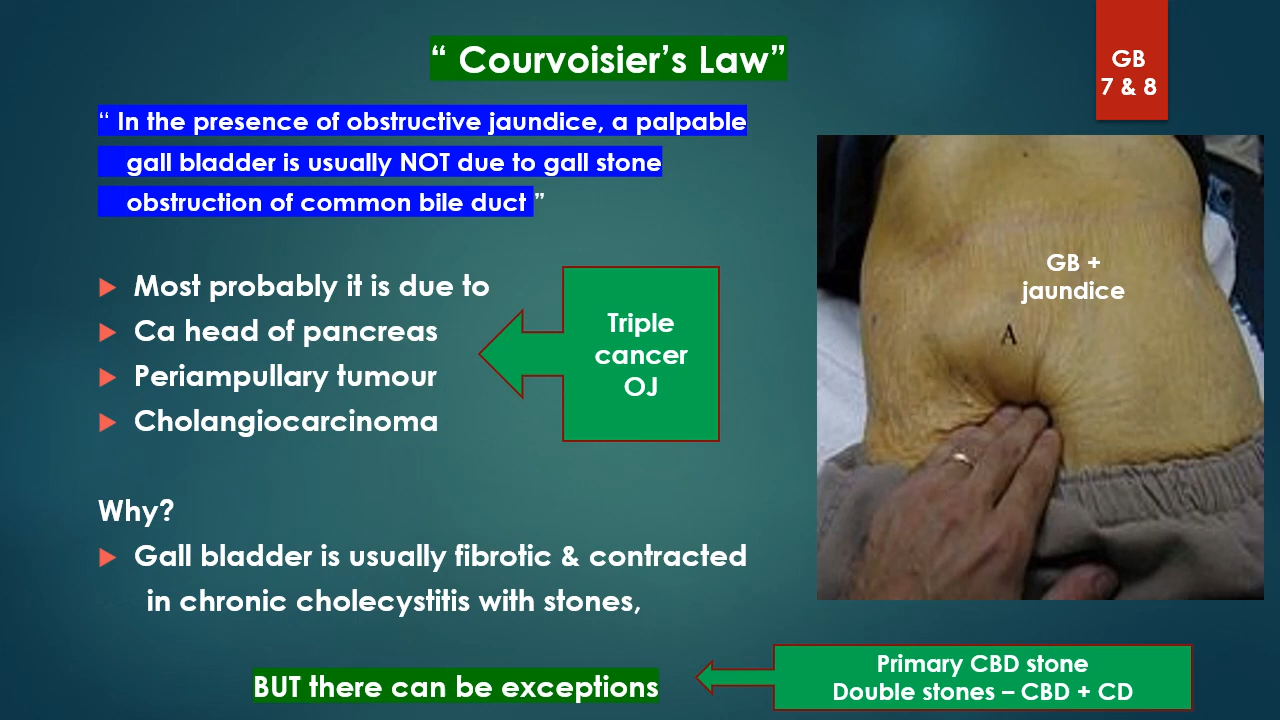 “ Courvoisier’s Law”
GB
7 & 8
“ In the presence of obstructive jaundice, a palpable
gall bladder is usually NOT due to gall stone
obstruction of common bile duct ”
Most probably it is due to
Ca head of pancreas
Periampullary tumour
Cholangiocarcinoma
Triple
cancer
OJ
GB +
jaundice
A
Why?
Gall bladder is usually fibrotic & contracted
in chronic cholecystitis with stones,
BUT there can be exceptions
Primary CBD stone
Double stones – CBD + CD